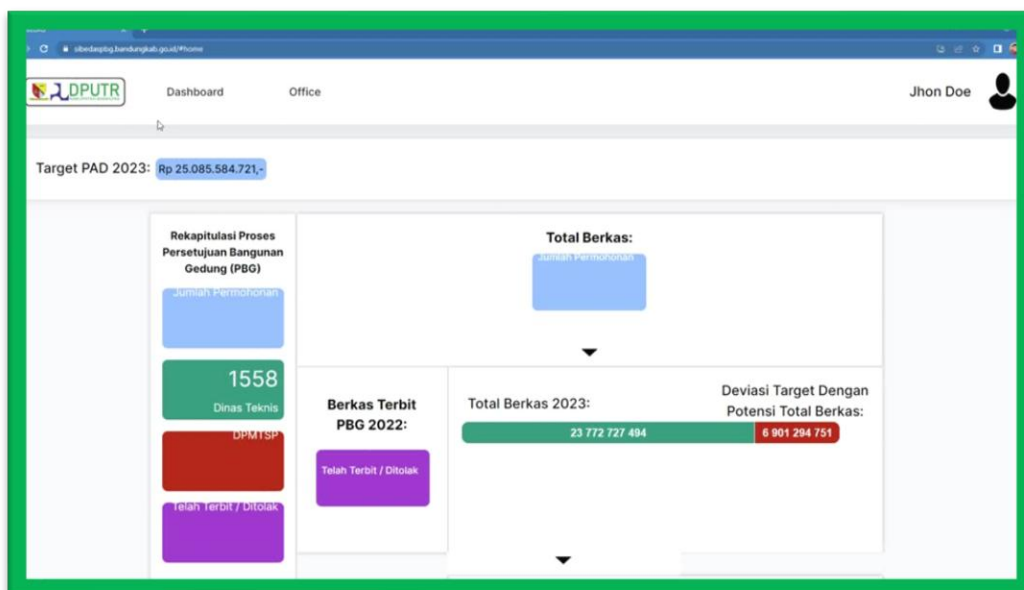 sibedaspbg.bandungkab.go.id/#home
DPUTR
Dashboard
Office
Jhon Doe
Target PAD 2023: Rp 25.085.584.721,-
Rekapitulasi Proses
Persetujuan Bangunan
Gedung (PBG)
Jumlah Permohonan
1558
Dinas Teknis
DPMTSP
Telah Terbit / Ditolak
Total Berkas:
Jumlah Permohonan
Berkas Terbit
PBG 2022:
Telah Terbit / Ditolak
Total Berkas 2023:
Deviasi Target Dengan
Potensi Total Berkas:
23 772 727 494
6 901 294 751